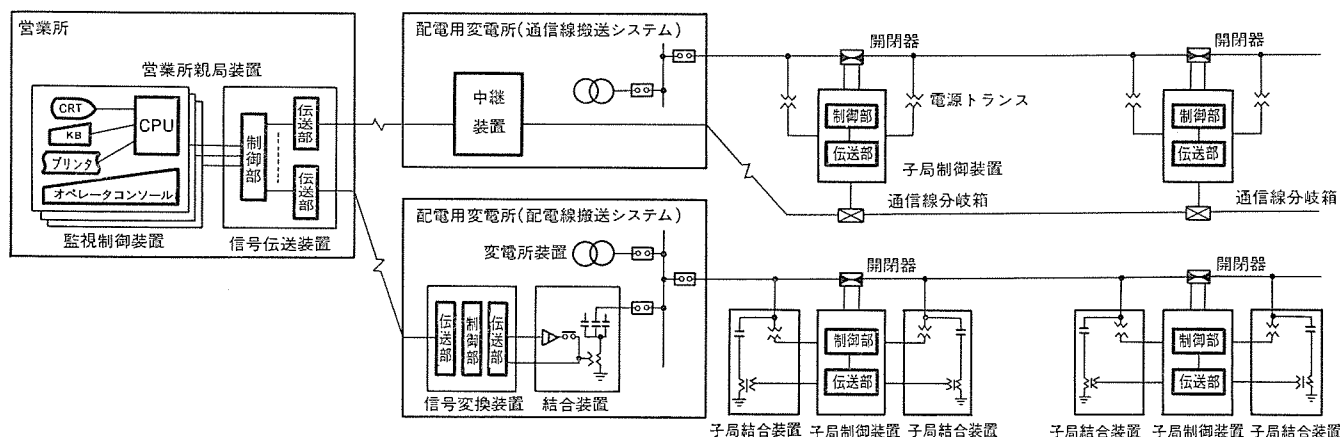 営業所
営業所親局装置
CRT
KB
プリンタ
CPU
オペレータコンソール
監視制御装置
制御部
伝送部
伝送部
信号伝送装置
配電用変電所(通信線搬送システム)
中継装置
開閉器
電源トランス
制御部
伝送部
子局制御装置
通信線分岐箱
開閉器
制御部
伝送部
通信線分岐箱
配電用変電所(配電線搬送システム)
変電所装置
伝送部
制御部
伝送部
信号変換装置
結合装置
開閉器
制御部
伝送部
子局結合装置
子局制御装置
子局結合装置
開閉器
制御部
伝送部
子局結合装置
子局制御装置
子局結合装置